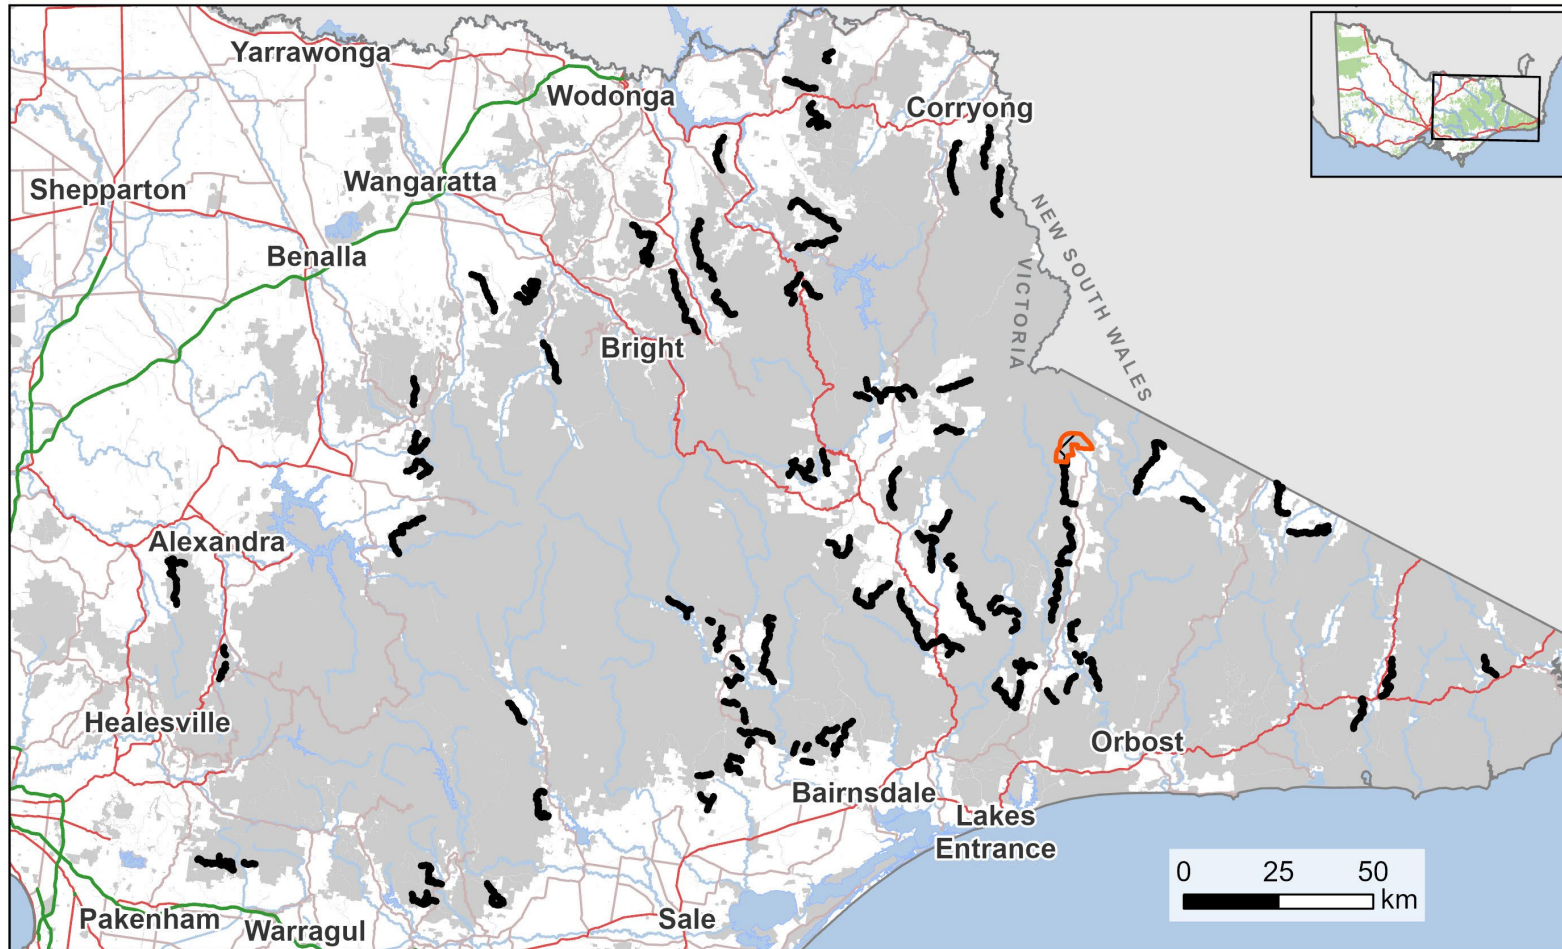 Yarrawonga
Wodonga
Corryong
Shepparton
Wangaratta
Benalla
NEW SOUTH WALES
VICTORIA
Bright
Alexandra
Healesville
Orbost
Bairnsdale
Lakes
Entrance
0 25 50
km
Pakenham
Warragul
Sale